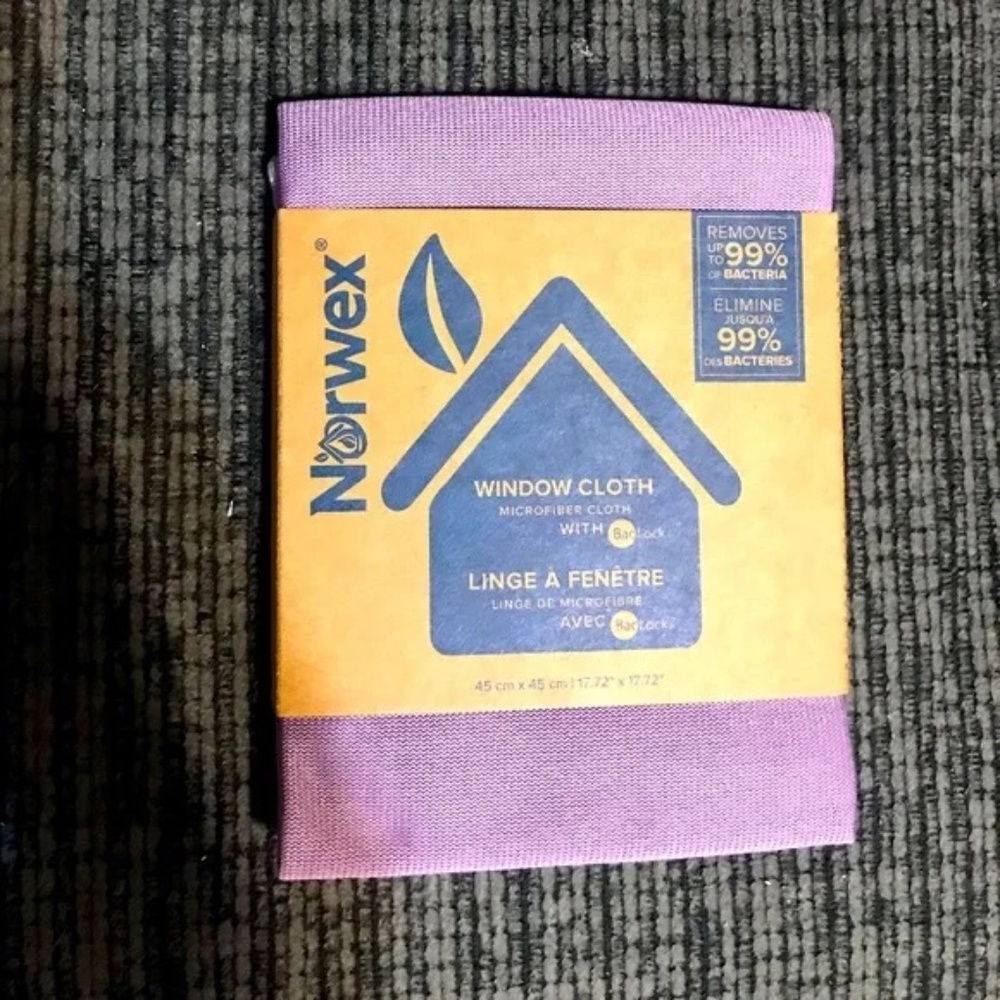 Norwex®
REMOVES
UP TO 99%
OF BACTERIA
ÉLIMINE
JUSQU'À
99%
DES BACTÉRIES
WINDOW CLOTH
MICROFIBER CLOTH
WITH BacLock
LINGE À FENÊTRE
LINGE DE MICROFIBRE
AVEC BacLock
45 cm x 45 cm | 17.72" x 17.72"